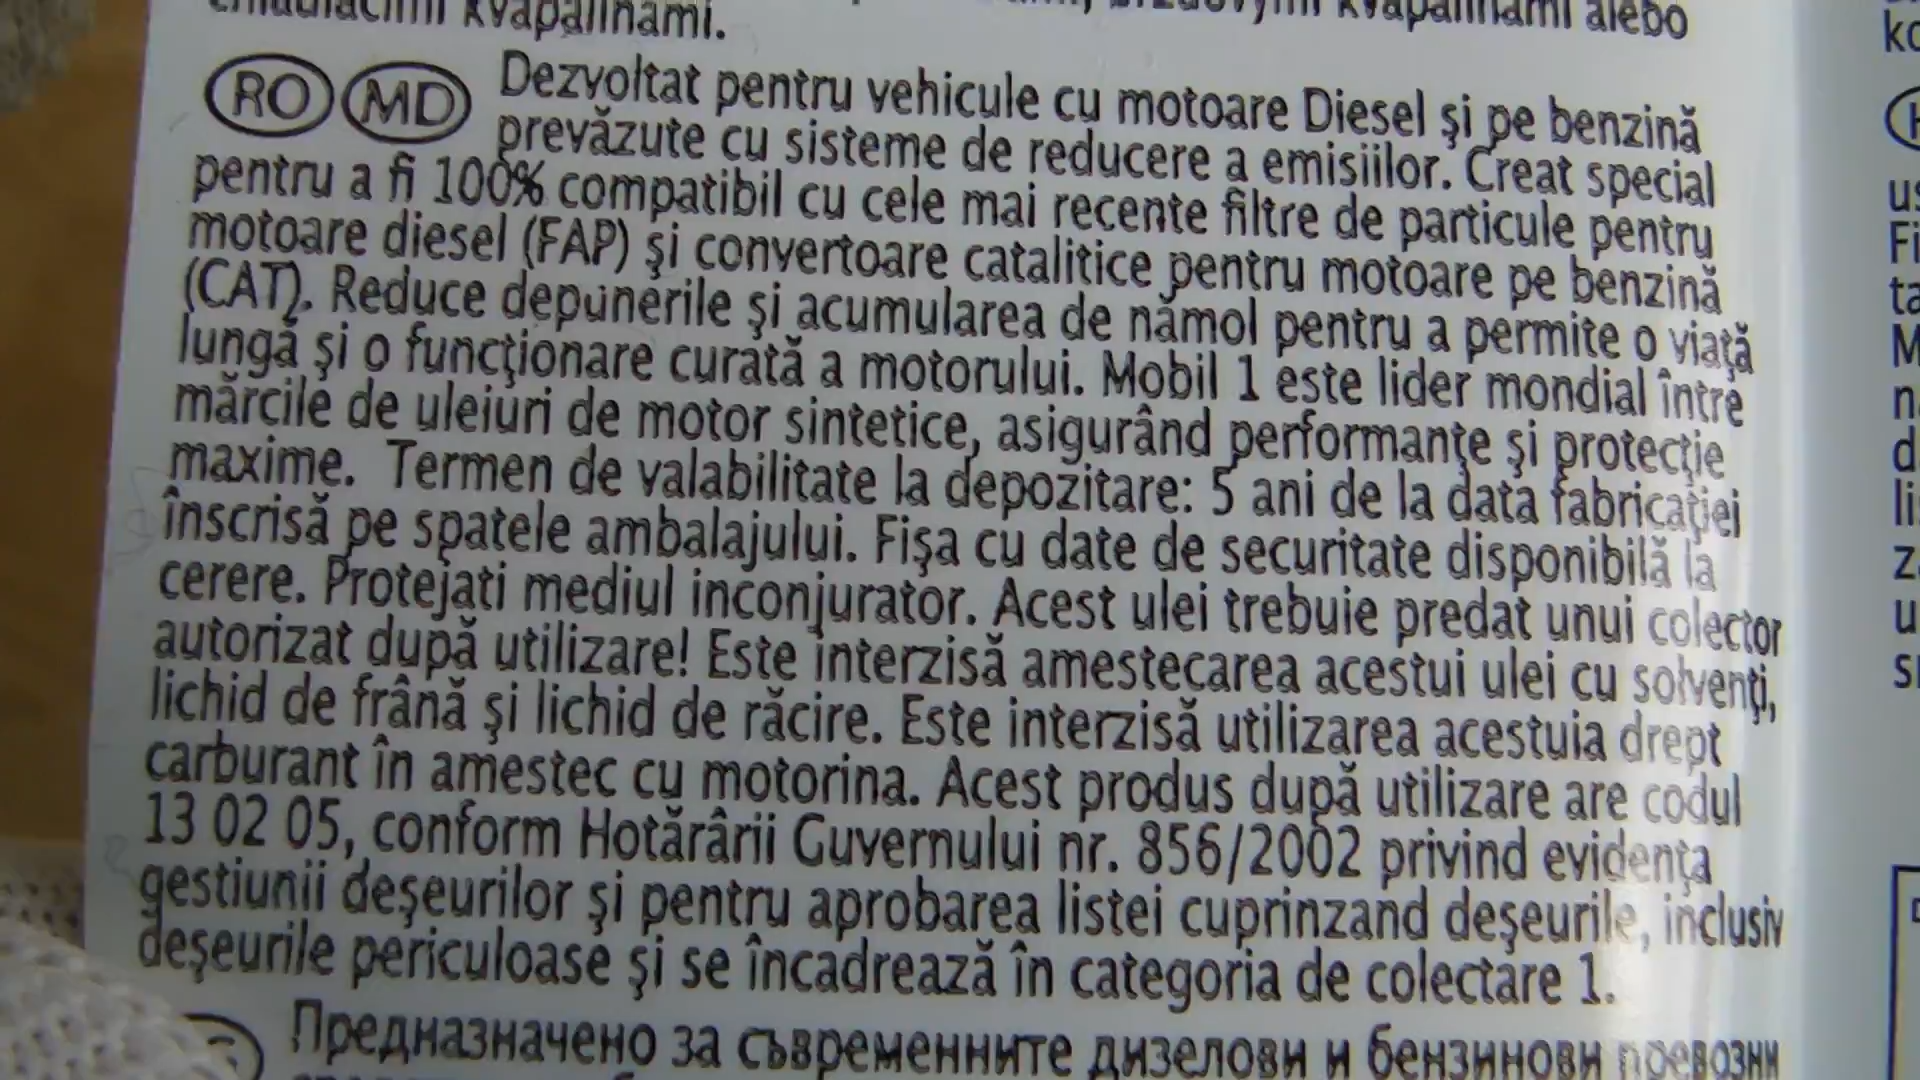 kvapalinami.
kvapalinami alebo
RO MD Dezvoltat pentru vehicule cu motoare Diesel şi pe benzină
prevăzute cu sisteme de reducere a emisiilor. Creat special
pentru a fi 100% compatibil cu cele mai recente filtre de particule pentru
motoare diesel (FAP) şi convertoare catalitice pentru motoare pe benzină
(CAT). Reduce depunerile şi acumularea de nămol pentru a permite o viaţă
lungă şi o funcţionare curată a motorului. Mobil 1 este lider mondial între
mărcile de uleiuri de motor sintetice, asigurând performanţe şi protecţie
maxime. Termen de valabilitate la depozitare: 5 ani de la data fabricaţiei
înscrisă pe spatele ambalajului. Fişa cu date de securitate disponibilă la
cerere. Protejati mediul inconjurator. Acest ulei trebuie predat unui colector
autorizat după utilizare! Este interzisă amestecarea acestui ulei cu solvenţi,
lichid de frână şi lichid de răcire. Este interzisă utilizarea acestuia drept
carburant în amestec cu motorina. Acest produs după utilizare are codul
13 02 05, conform Hotărârii Guvernului nr. 856/2002 privind evidenţa
gestiunii deşeurilor şi pentru aprobarea listei cuprinzand deşeurile, inclusiv
deşeurile periculoase şi se încadrează în categoria de colectare 1.
Предназначено за съвременните дизелови и бензинови превозни